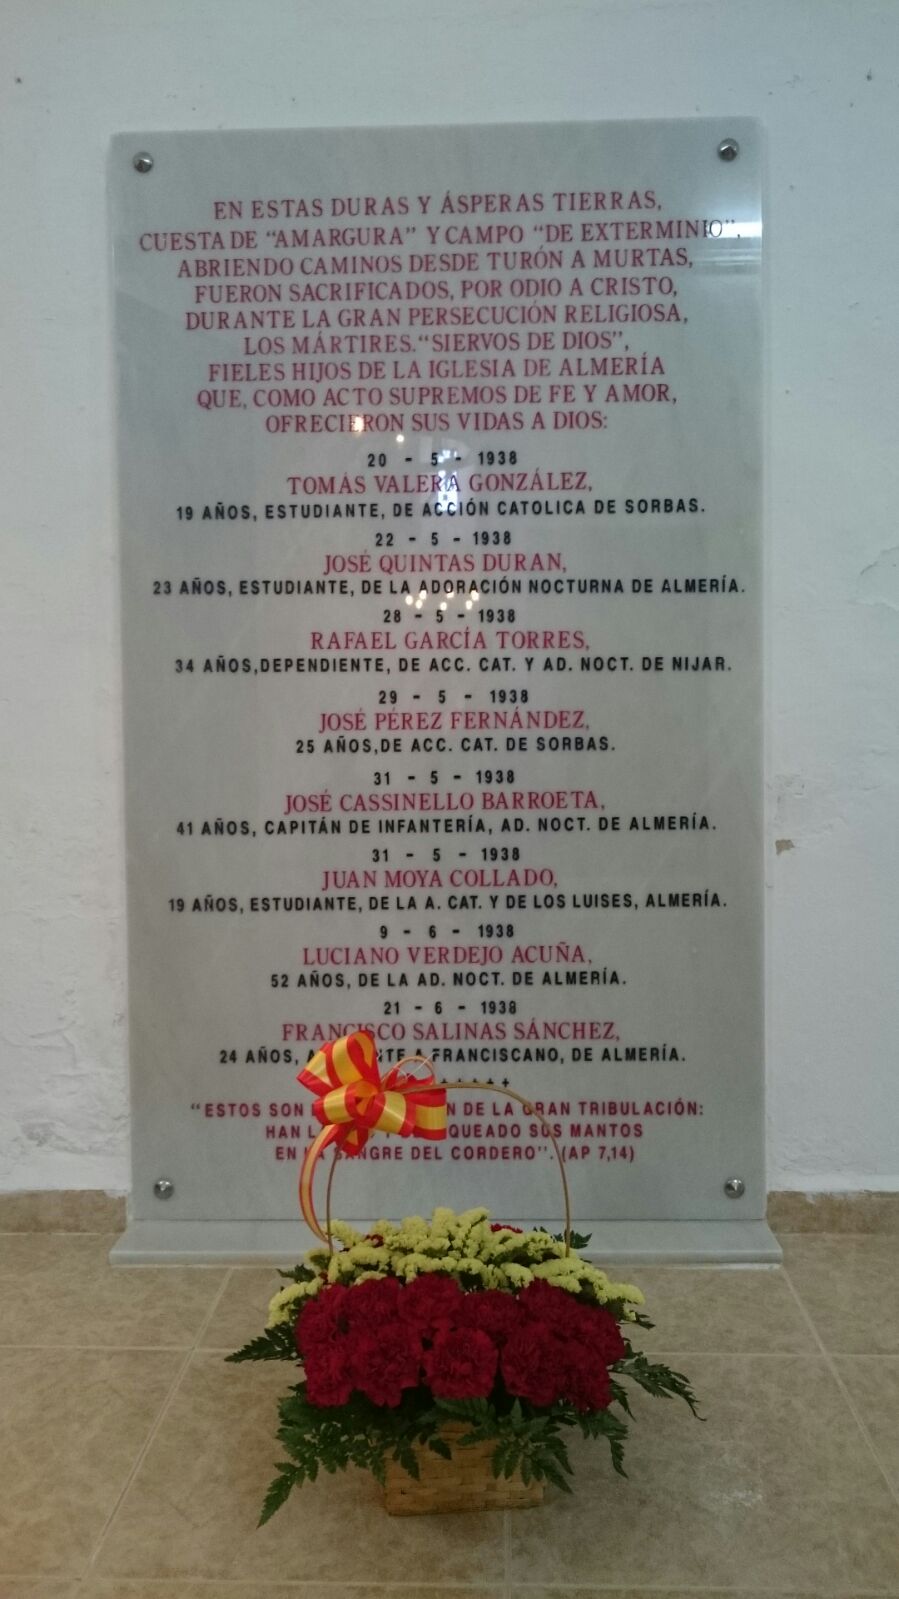 EN ESTAS DURAS Y ÁSPERAS TIERRAS,
CUESTA DE "AMARGURA" Y CAMPO "DE EXTERMINIO",
ABRIENDO CAMINOS DESDE TURÓN A MURTAS,
FUERON SACRIFICADOS, POR ODIO A CRISTO,
DURANTE LA GRAN PERSECUCIÓN RELIGIOSA,
LOS MÁRTIRES."SIERVOS DE DIOS",
FIELES HIJOS DE LA IGLESIA DE ALMERÍA
QUE, COMO ACTO SUPREMOS DE FE Y AMOR,
OFRECIERON SUS VIDAS A DIOS:
20 - 5 - 1938
TOMÁS VALERA GONZÁLEZ,
19 AÑOS, ESTUDIANTE, DE ACCIÓN CATOLICA DE SORBAS.
22 - 5 - 1938
JOSÉ QUINTAS DURAN,
23 AÑOS, ESTUDIANTE, DE LA ADORACIÓN NOCTURNA DE ALMERÍA.
28 - 5 - 1938
RAFAEL GARCÍA TORRES,
34 AÑOS,DEPENDIENTE, DE ACC. CAT. Y AD. NOCT. DE NIJAR.
29 - 5 - 1938
JOSÉ PÉREZ FERNÁNDEZ,
25 AÑOS,DE ACC. CAT. DE SORBAS.
31 - 5 - 1938
JOSÉ CASSINELLO BARROETA,
41 AÑOS, CAPITÁN DE INFANTERÍA, AD. NOCT. DE ALMERÍA.
31 - 5 - 1938
JUAN MOYA COLLADO,
19 AÑOS, ESTUDIANTE, DE LA A. CAT. Y DE LOS LUISES, ALMERÍA.
9 - 6 - 1938
LUCIANO VERDEJO ACUÑA,
52 AÑOS, DE LA AD. NOCT. DE ALMERÍA.
21 - 6 - 1938
FRANCISCO SALINAS SÁNCHEZ,
24 AÑOS, A FRANCISCANO, DE ALMERÍA.
"ESTOS SON DE LA GRAN TRIBULACIÓN:
HAN SUS MANTOS
EN LA SANGRE DEL CORDERO". (AP 7,14)